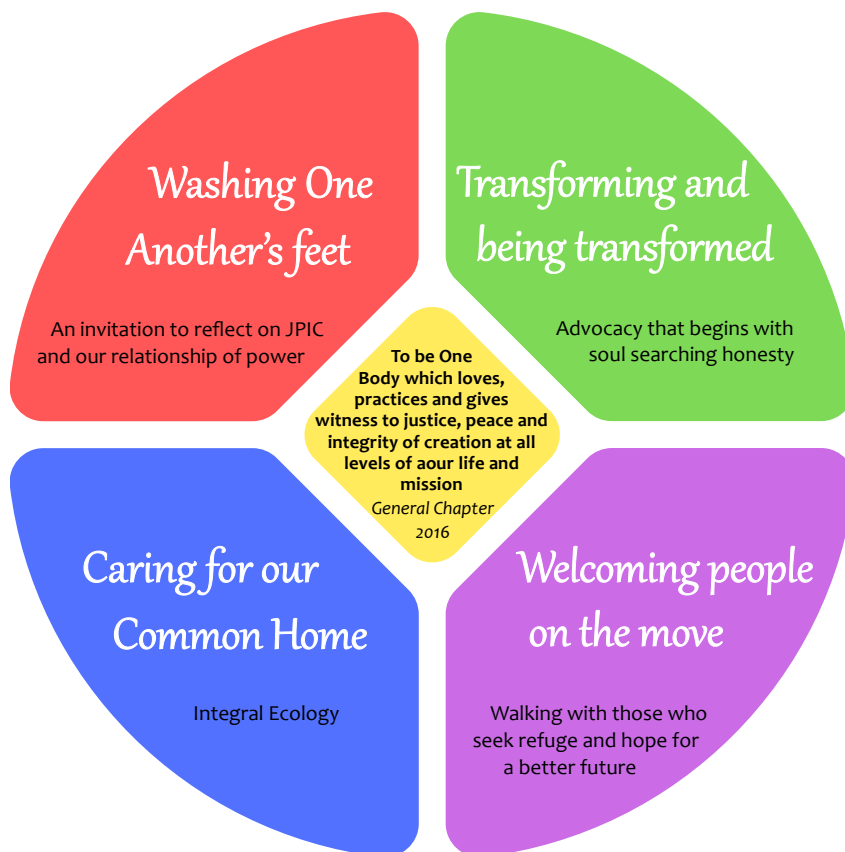 Washing One
Another's feet
An invitation to reflect on JPIC
and our relationship of power
Transforming and
being transformed
Advocacy that begins with
soul searching honesty
To be One
Body which loves,
practices and gives
witness to justice, peace and
integrity of creation at all
levels of aour life and
mission
General Chapter
2016
Caring for our
Common Home
Integral Ecology
Welcoming people
on the move
Walking with those who
seek refuge and hope for
a better future